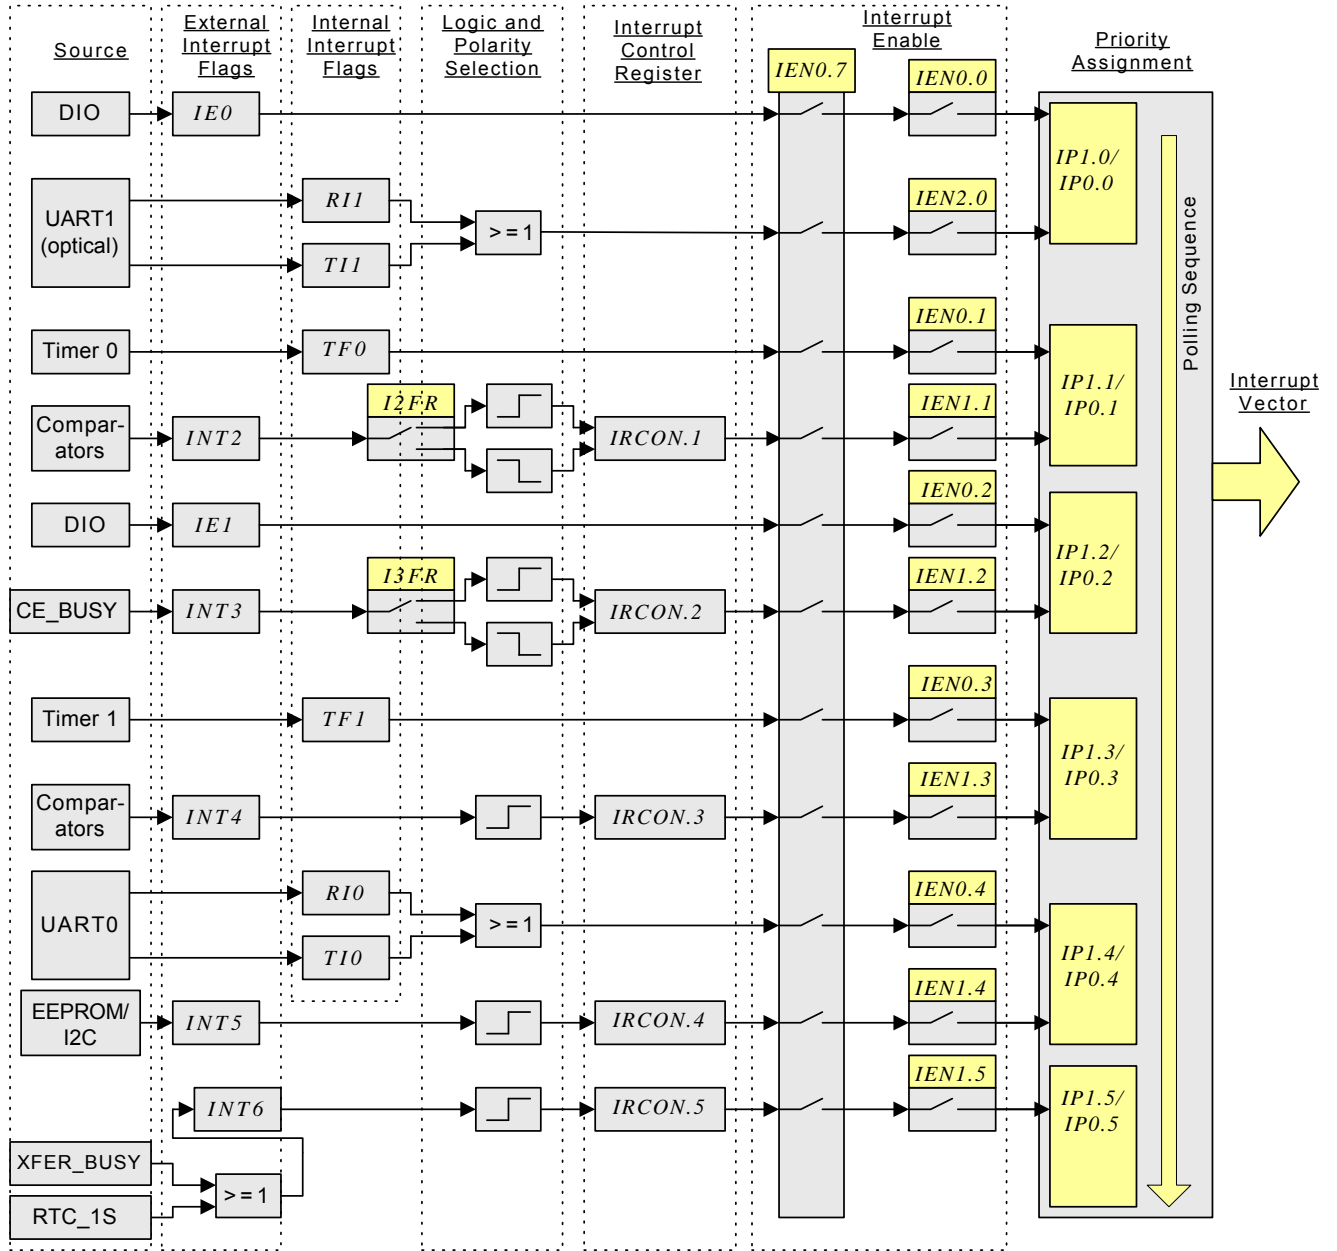 Source
External
Interrupt
Flags
Internal
Interrupt
Flags
Logic and
Polarity
Selection
Interrupt
Control
Register
Interrupt
Enable
Priority
Assignment
IEN0.7
IEN0.0
DIO
IE0
IP1.0/
IP0.0
UART1
(optical)
RI1
TI1
>=1
IEN2.0
Polling Sequence
Timer 0
TF0
IEN0.1
IP1.1/
IP0.1
Compar-
ators
INT2
I2FR
IRCON.1
IEN1.1
Interrupt
Vector
DIO
IE1
IEN0.2
IP1.2/
IP0.2
CE_BUSY
INT3
I3FR
IRCON.2
IEN1.2
Timer 1
TF1
IEN0.3
IP1.3/
IP0.3
Compar-
ators
INT4
IRCON.3
IEN1.3
UART0
RI0
TI0
>=1
IEN0.4
IP1.4/
IP0.4
EEPROM/
I2C
INT5
IRCON.4
IEN1.4
INT6
IRCON.5
IEN1.5
IP1.5/
IP0.5
XFER_BUSY
RTC_1S
>=1